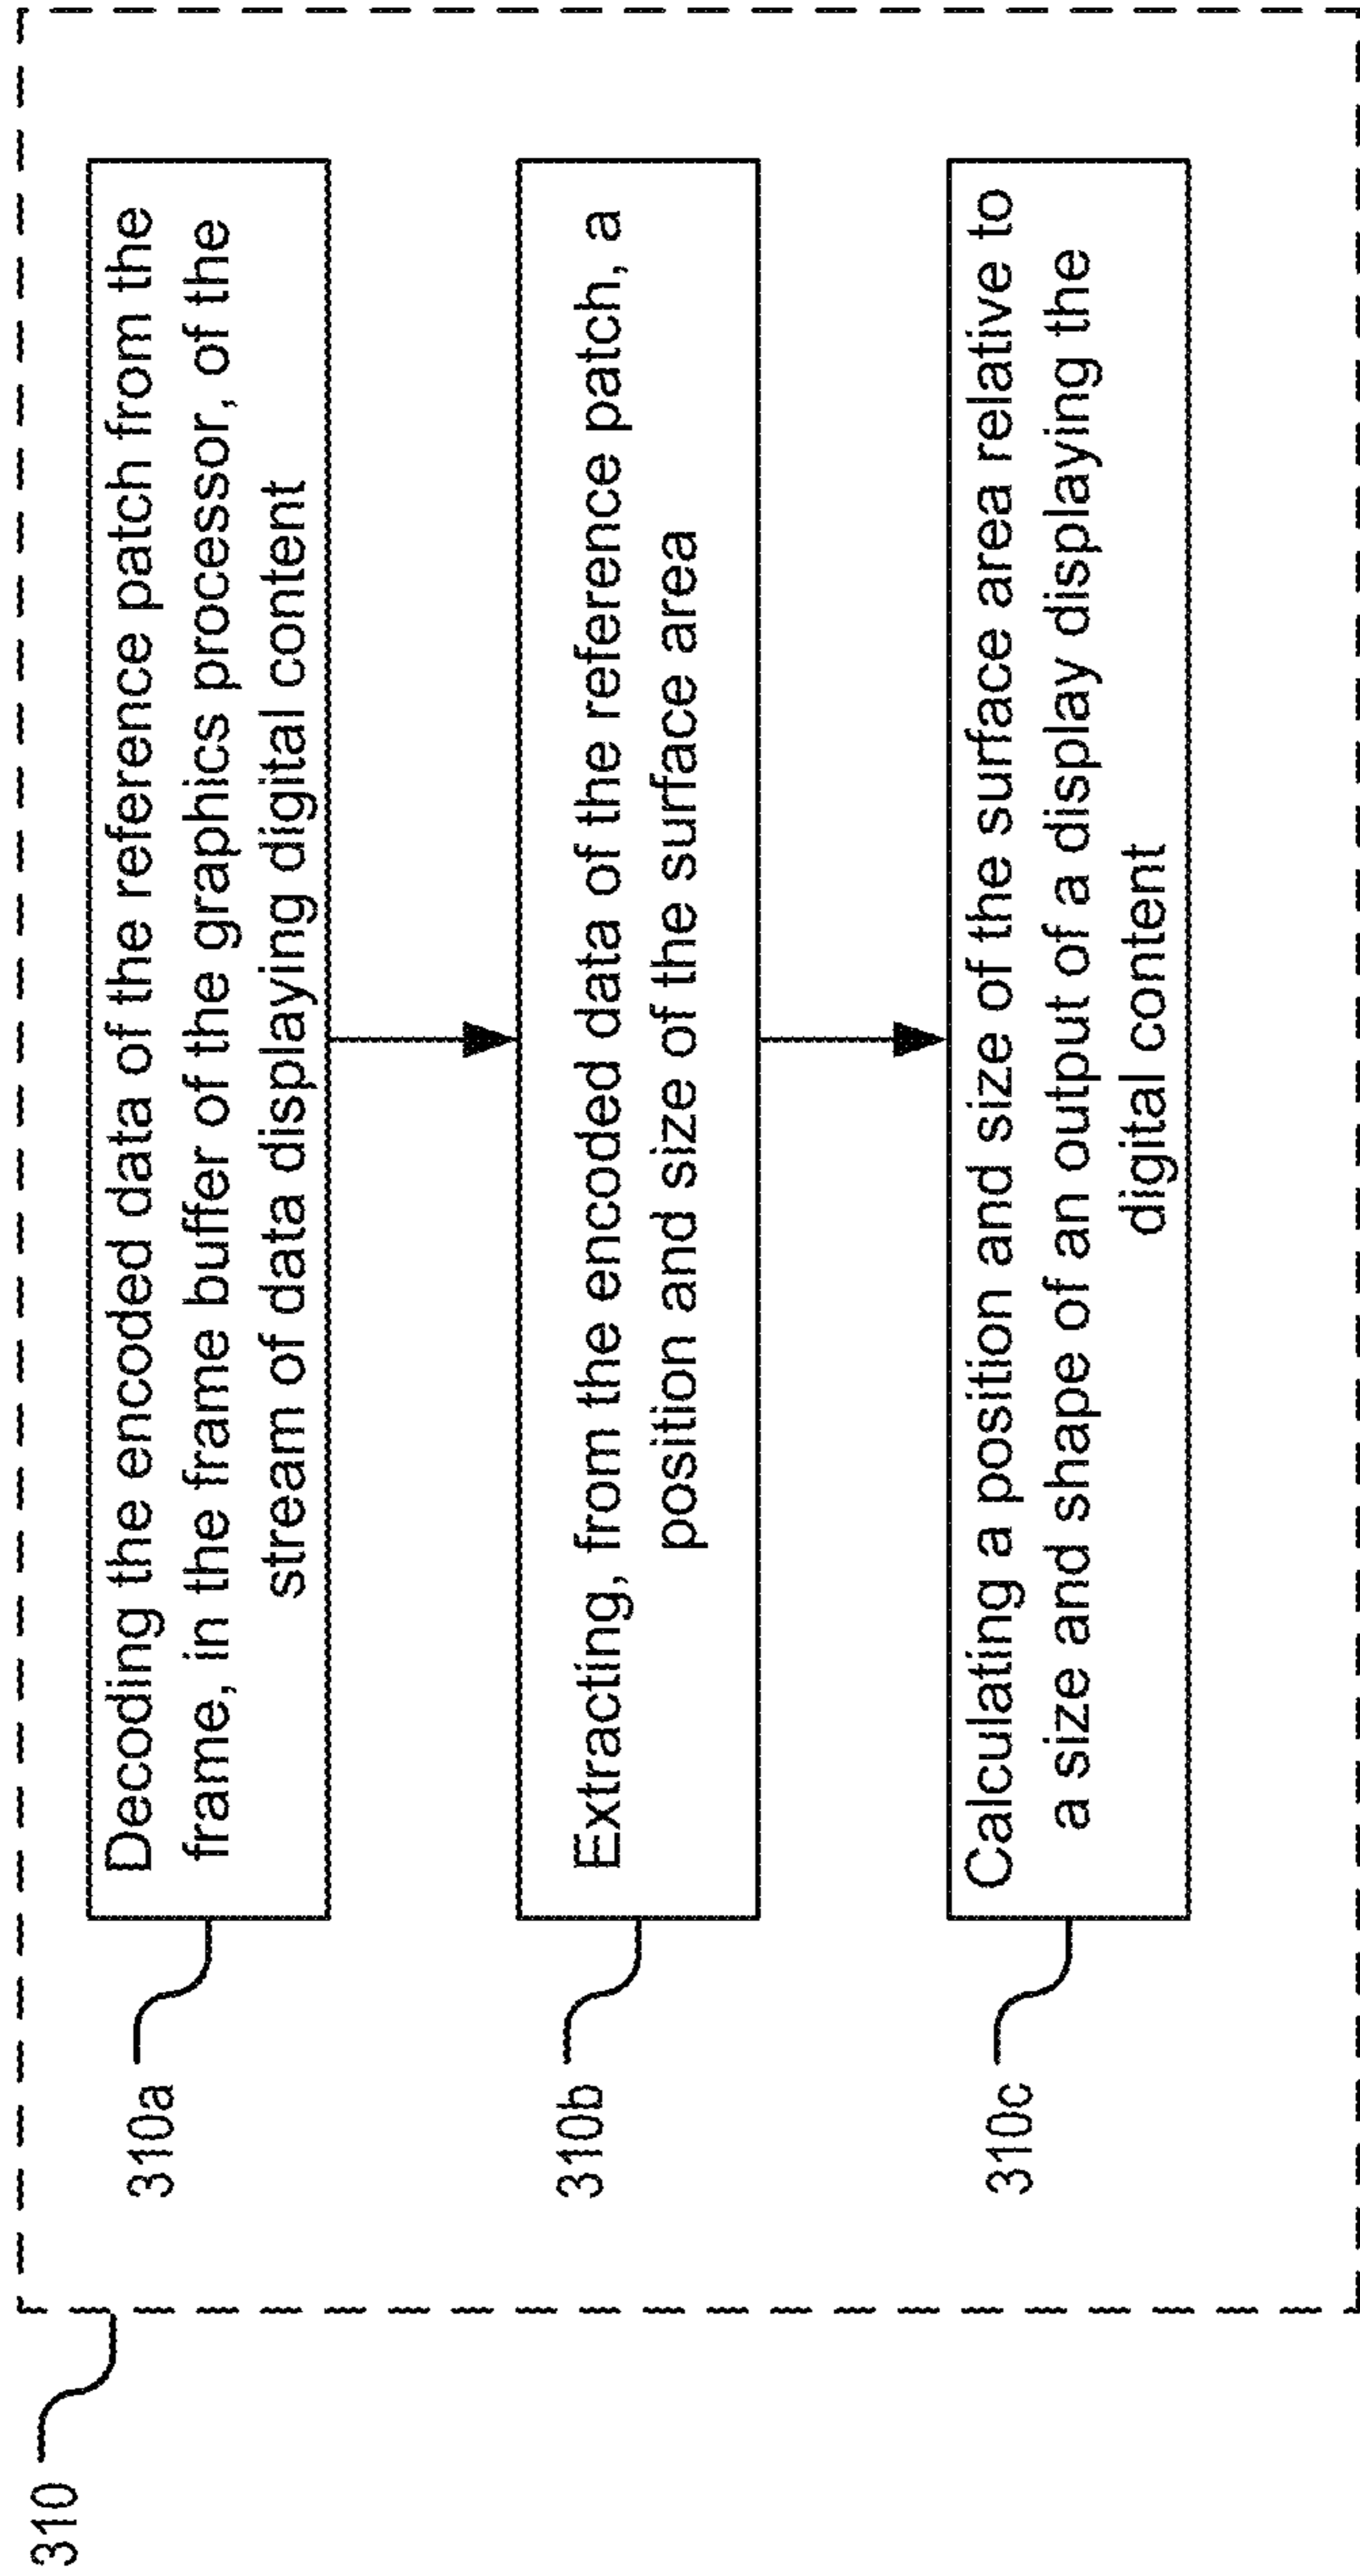 310
310a
Decoding the encoded data of the reference patch from the
frame, in the frame buffer of the graphics processor, of the
stream of data displaying digital content
310b
Extracting, from the encoded data of the reference patch, a
position and size of the surface area
310c
Calculating a position and size of the surface area relative to
a size and shape of an output of a display displaying the
digital content